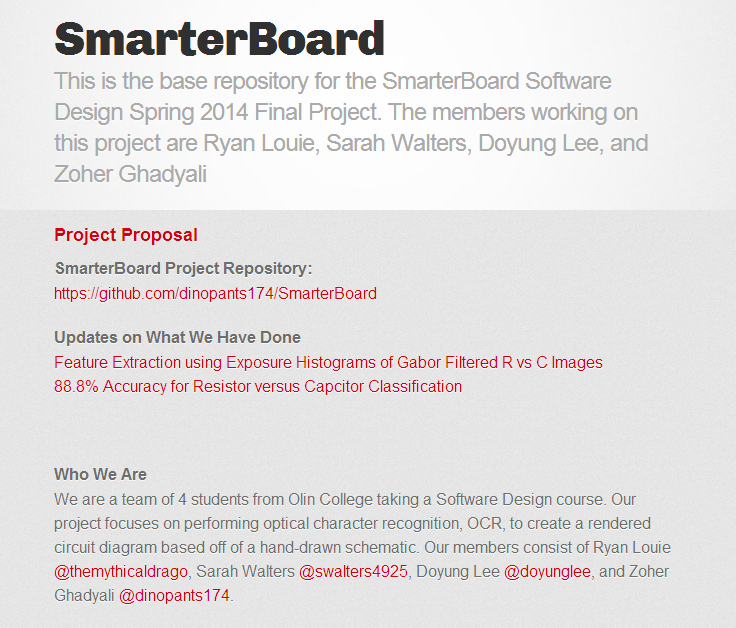 SmarterBoard
This is the base repository for the SmarterBoard Software
Design Spring 2014 Final Project. The members working on
this project are Ryan Louie, Sarah Walters, Doyung Lee, and
Zoher Ghadyali
Project Proposal
SmarterBoard Project Repository:
https://github.com/dinopants174/SmarterBoard
Updates on What We Have Done
Feature Extraction using Exposure Histograms of Gabor Filtered R vs C Images
88.8% Accuracy for Resistor versus Capcitor Classification
Who We Are
We are a team of 4 students from Olin College taking a Software Design course. Our
project focuses on performing optical character recognition, OCR, to create a rendered
circuit diagram based off of a hand-drawn schematic. Our members consist of Ryan Louie
@themythicaldrago, Sarah Walters @swalters4925, Doyung Lee @doyunglee, and Zoher
Ghadyali @dinopants174.